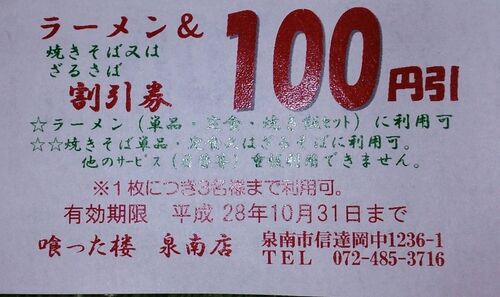 ラーメン＆
焼きそば又は
ざるそば
割引券
100円引
☆ラーメン（単品・定食・焼き飯セット）に利用可
☆☆焼きそば単品・定食又はざるそばに利用可。
他のサービス（ ）重複利用できません。
※１枚につき3名様まで利用可。
有効期限　平成 28年10月31日まで
喰った楼　泉南店
泉南市信達岡中1236-1
TEL　072-485-3716